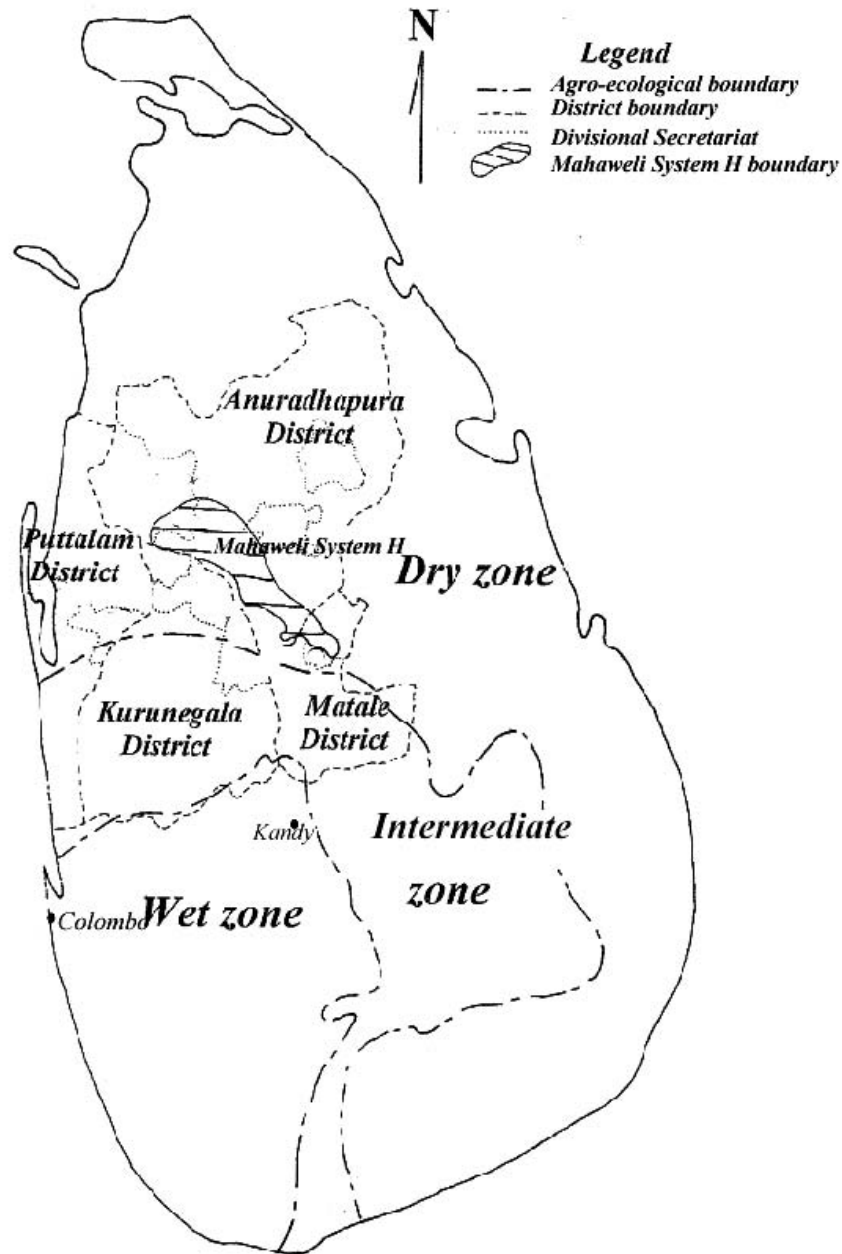 N
Legend
Agro-ecological boundary
District boundary
Divisional Secretariat
Mahaweli System H boundary
Anuradhapura
District
Puttalam
District
Mahaweli System H
Dry zone
Kurunegala
District
Matale
District
Kandy
Intermediate
zone
Colombo
Wet zone